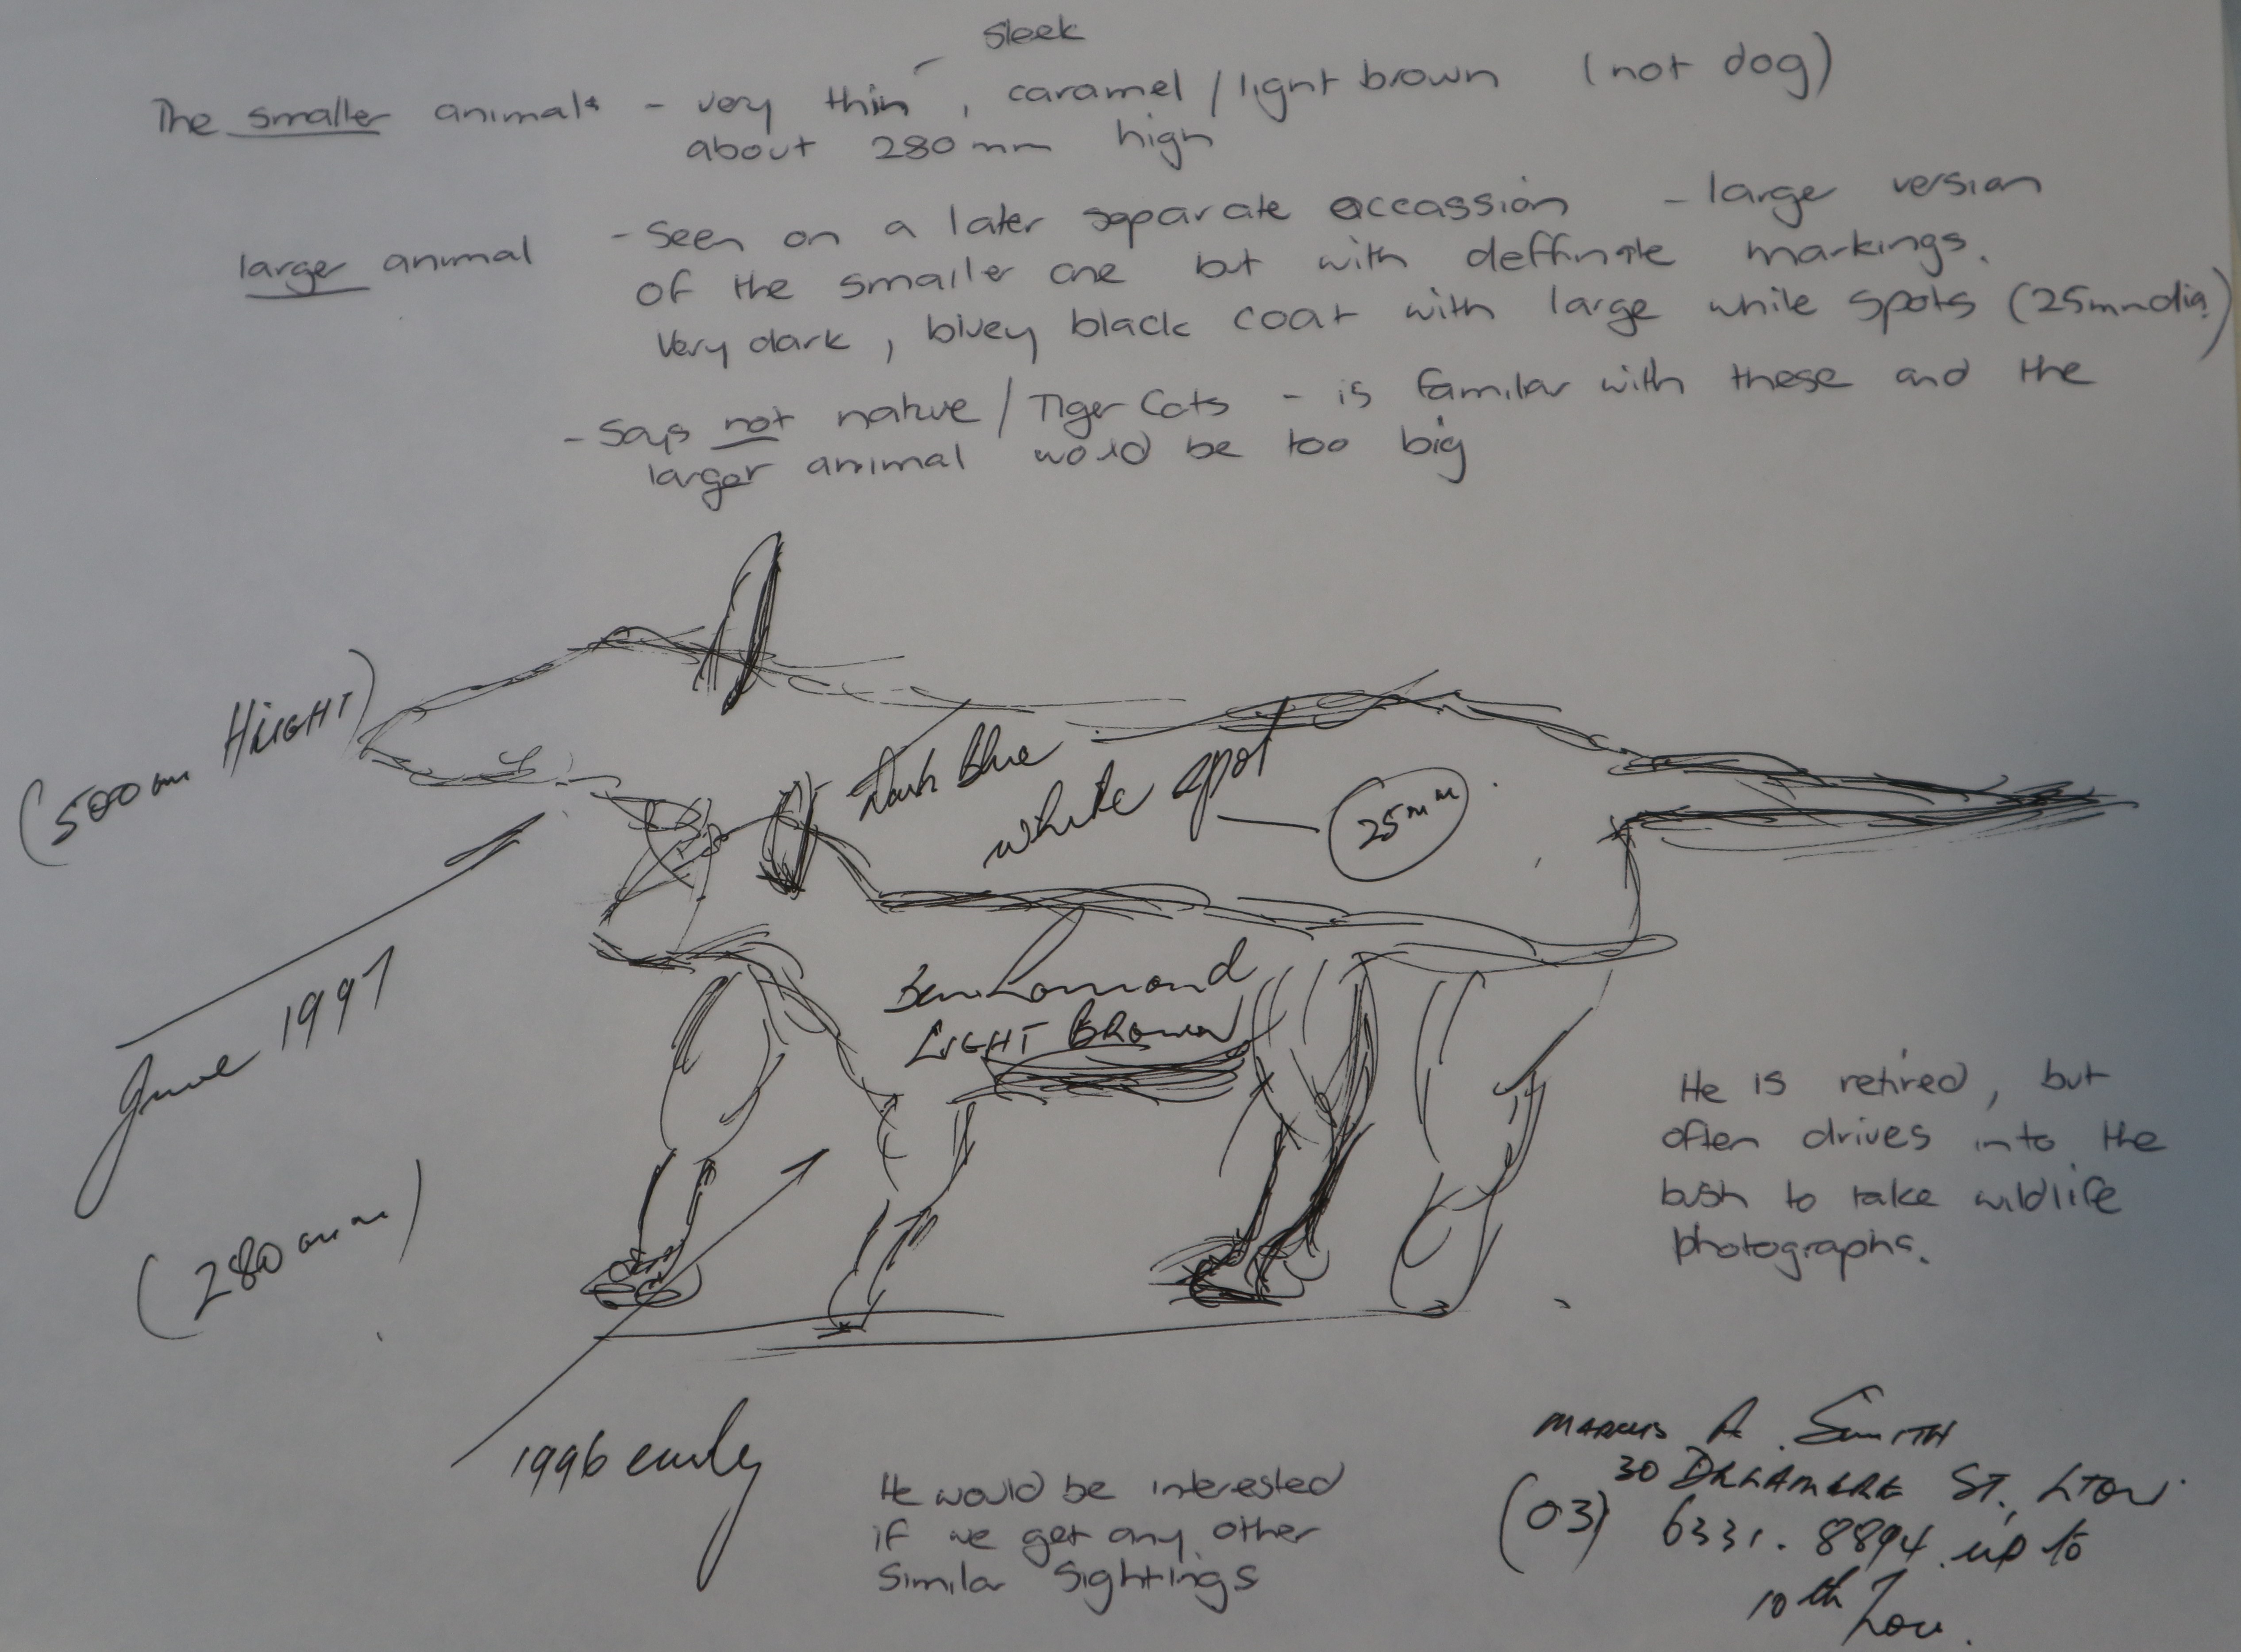 sleek
The smaller animals - very thin, caramel / light brown (not dog)
about 280mm high
larger animal - Seen on a later separate occassion - large version
of the smaller one but with deffinate markings.
Very dark, bluey black coat with large white spots (25mm dia.)
- Says not native / Tiger Cats - is familar with these and the
larger animal would be too big
(500mm HEIGHT)
Dark Blue
white spot
25mm
June 1997
Ben Lomond
LIGHT BROWN
(280mm)
He is retired, but
often drives into the
bush to take wildlife
photographs.
1996 early
He would be interested
if we get any other
similar sightings
MARCUS A. SMITH
30 DELAMERE ST, LTON
(03) 6331.8894 up to
10th Nov.